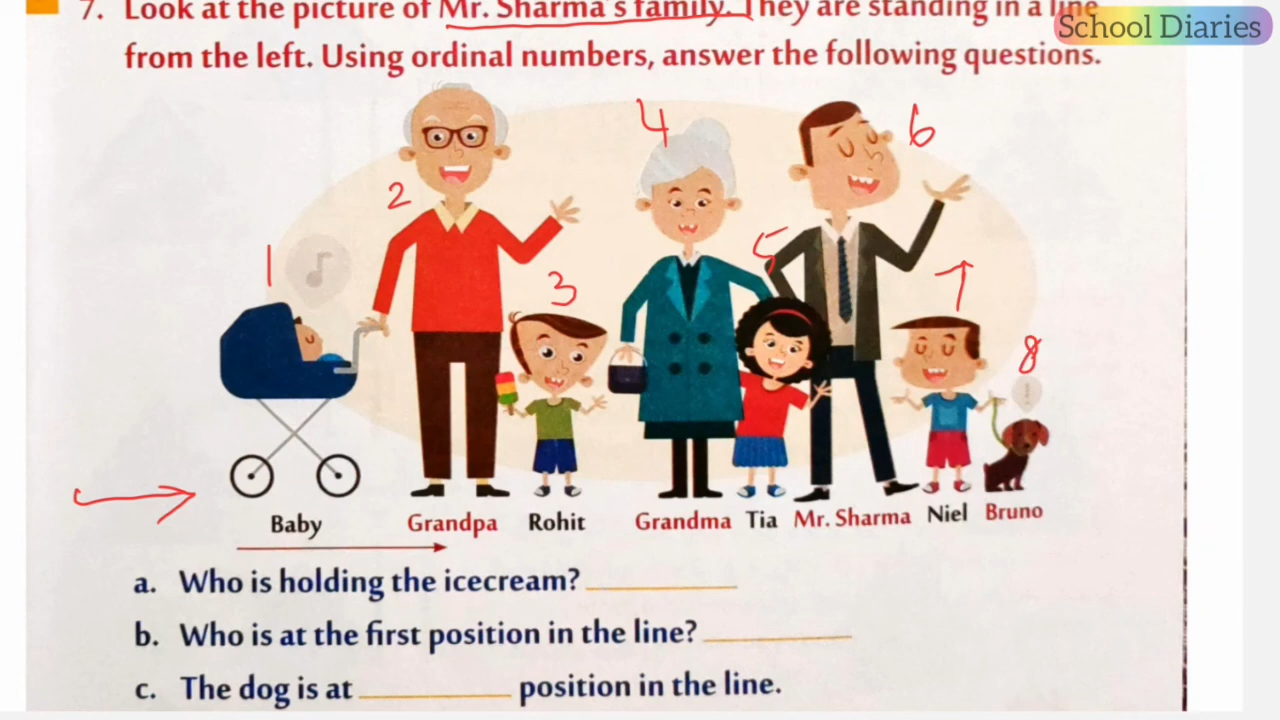 7. Look at the picture of Mr. Sharma's family. They are standing in a line
School Diaries
from the left. Using ordinal numbers, answer the following questions.
1
2
3
4
5
6
7
8
Baby Grandpa Rohit Grandma Tia Mr. Sharma Niel Bruno
a. Who is holding the icecream?
b. Who is at the first position in the line?
c. The dog is at position in the line.